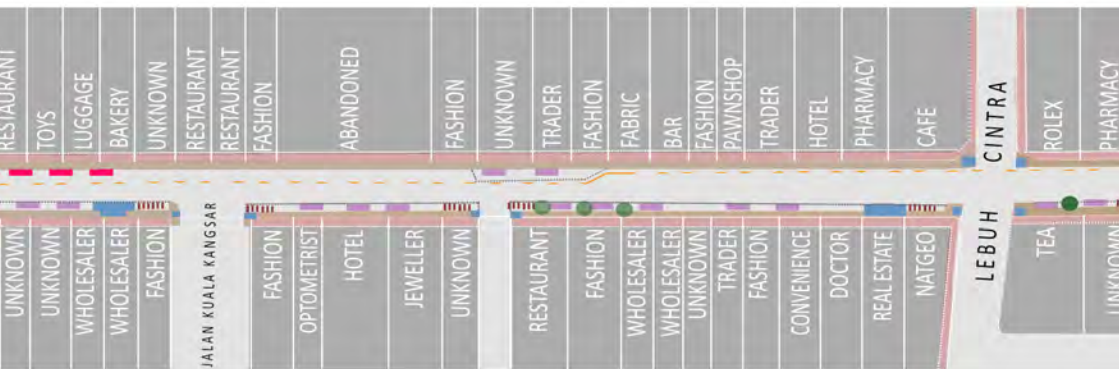 RESTAURANT
TOYS
LUGGAGE
BAKERY
UNKNOWN
RESTAURANT
RESTAURANT
FASHION
ABANDONED
FASHION
UNKNOWN
TRADER
FASHION
FABRIC
BAR
FASHION
PAWNSHOP
TRADER
HOTEL
PHARMACY
CAFE
LEBUH CINTRA
ROLEX
PHARMACY
UNKNOWN
UNKNOWN
WHOLESALER
WHOLESALER
FASHION
JALAN KUALA KANGSAR
FASHION
OPTOMETRIST
HOTEL
JEWELLER
UNKNOWN
RESTAURANT
FASHION
WHOLESALER
WHOLESALER
UNKNOWN
TRADER
FASHION
CONVENIENCE
DOCTOR
REAL ESTATE
NATGEO
TEA
UNKNOWN